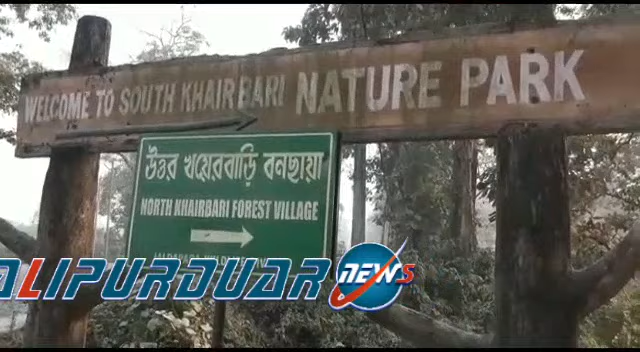 WELCOME TO SOUTH KHAIRBARI NATURE PARK
উত্তর খয়েরবাড়ি বনছায়া
NORTH KHAIRBARI FOREST VILLAGE
ALIPURDUAR NEWS